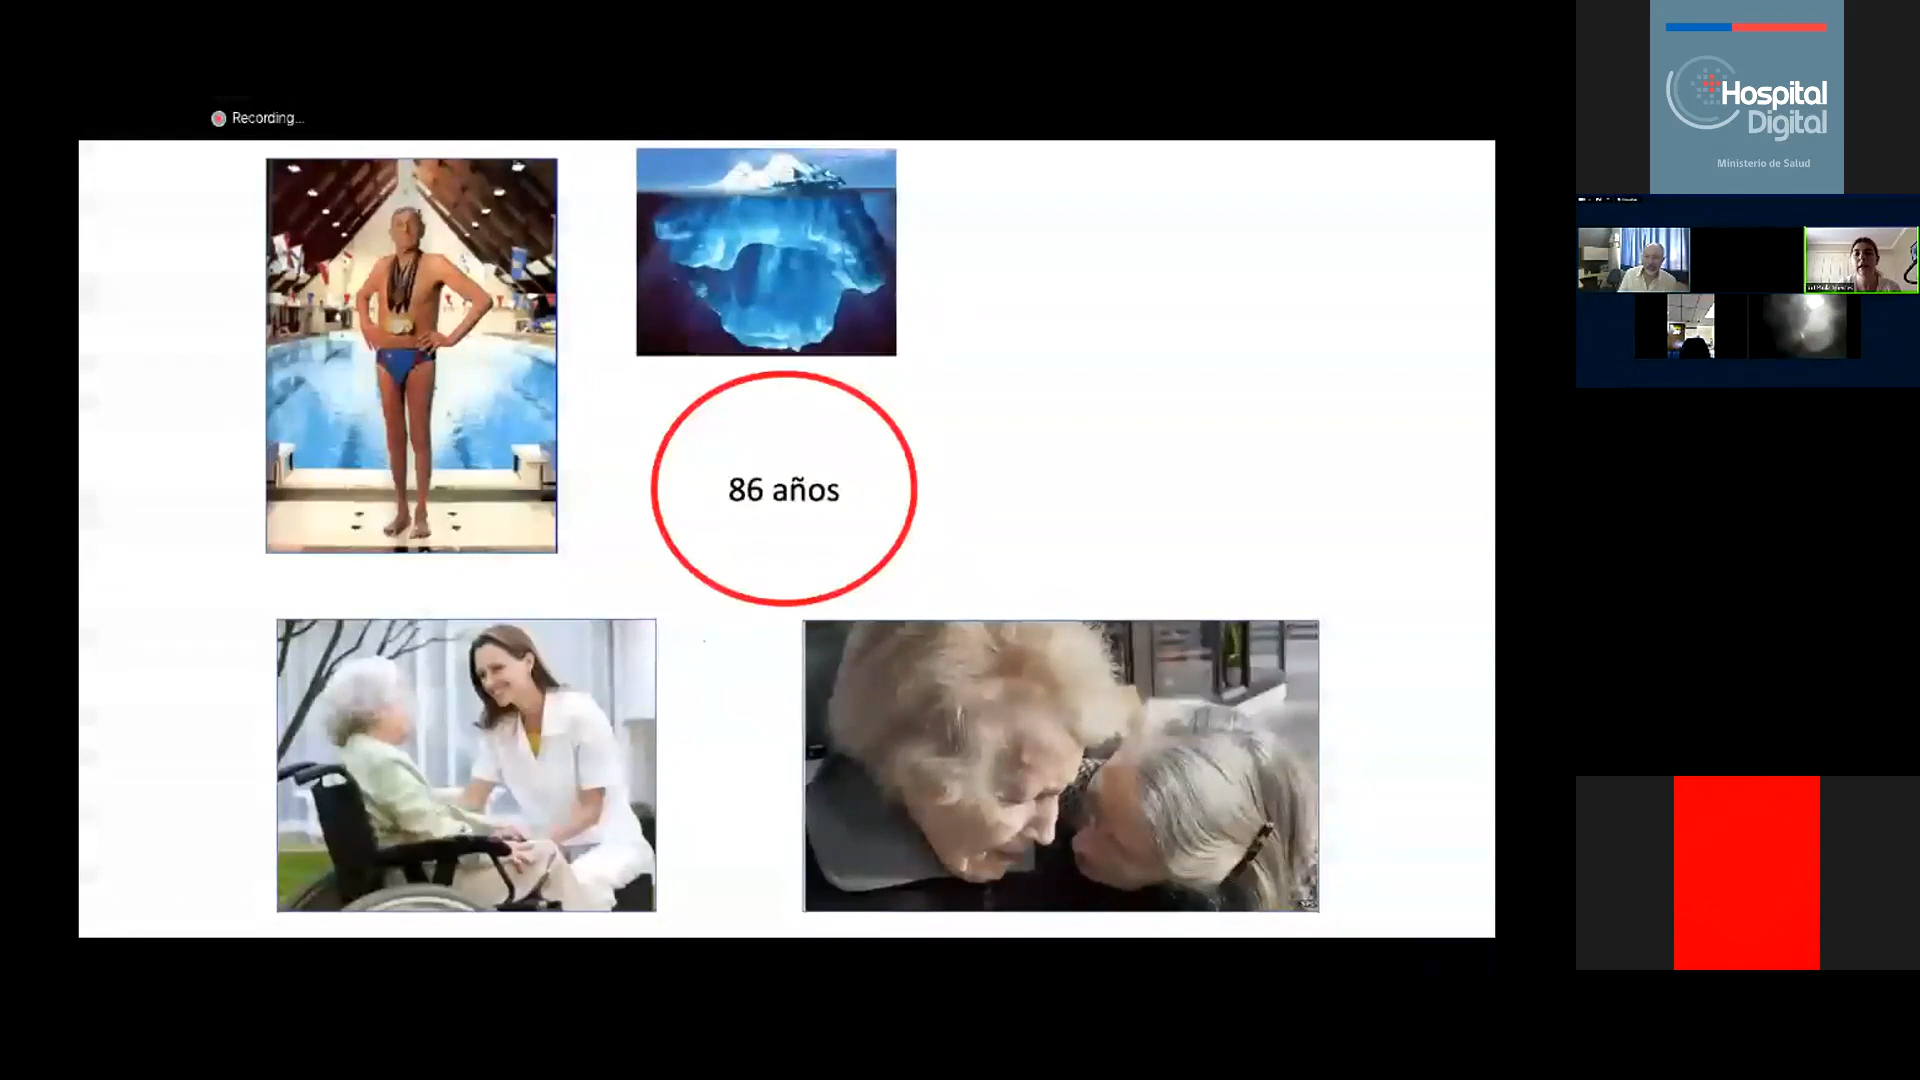 Recording...
86 años
Hospital
Digital
Ministerio de Salud